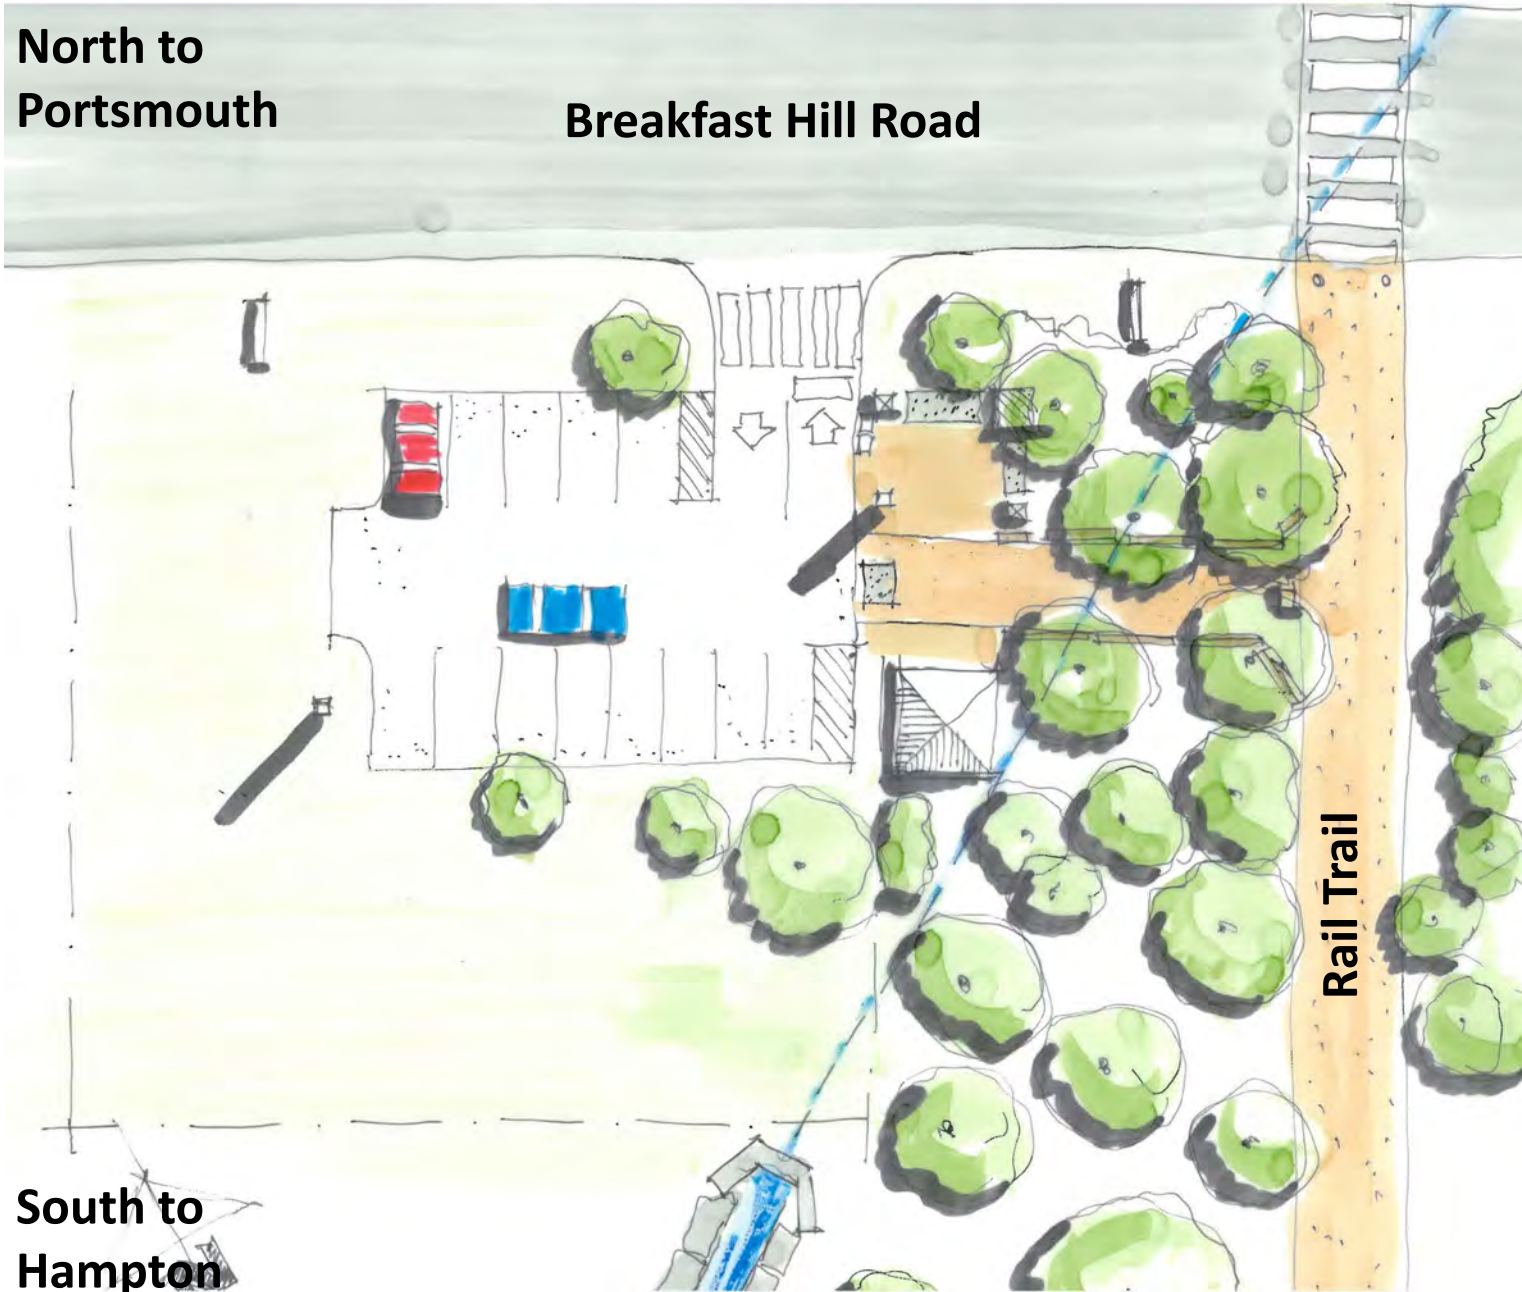 North to
Portsmouth
Breakfast Hill Road
Rail Trail
South to
Hampton